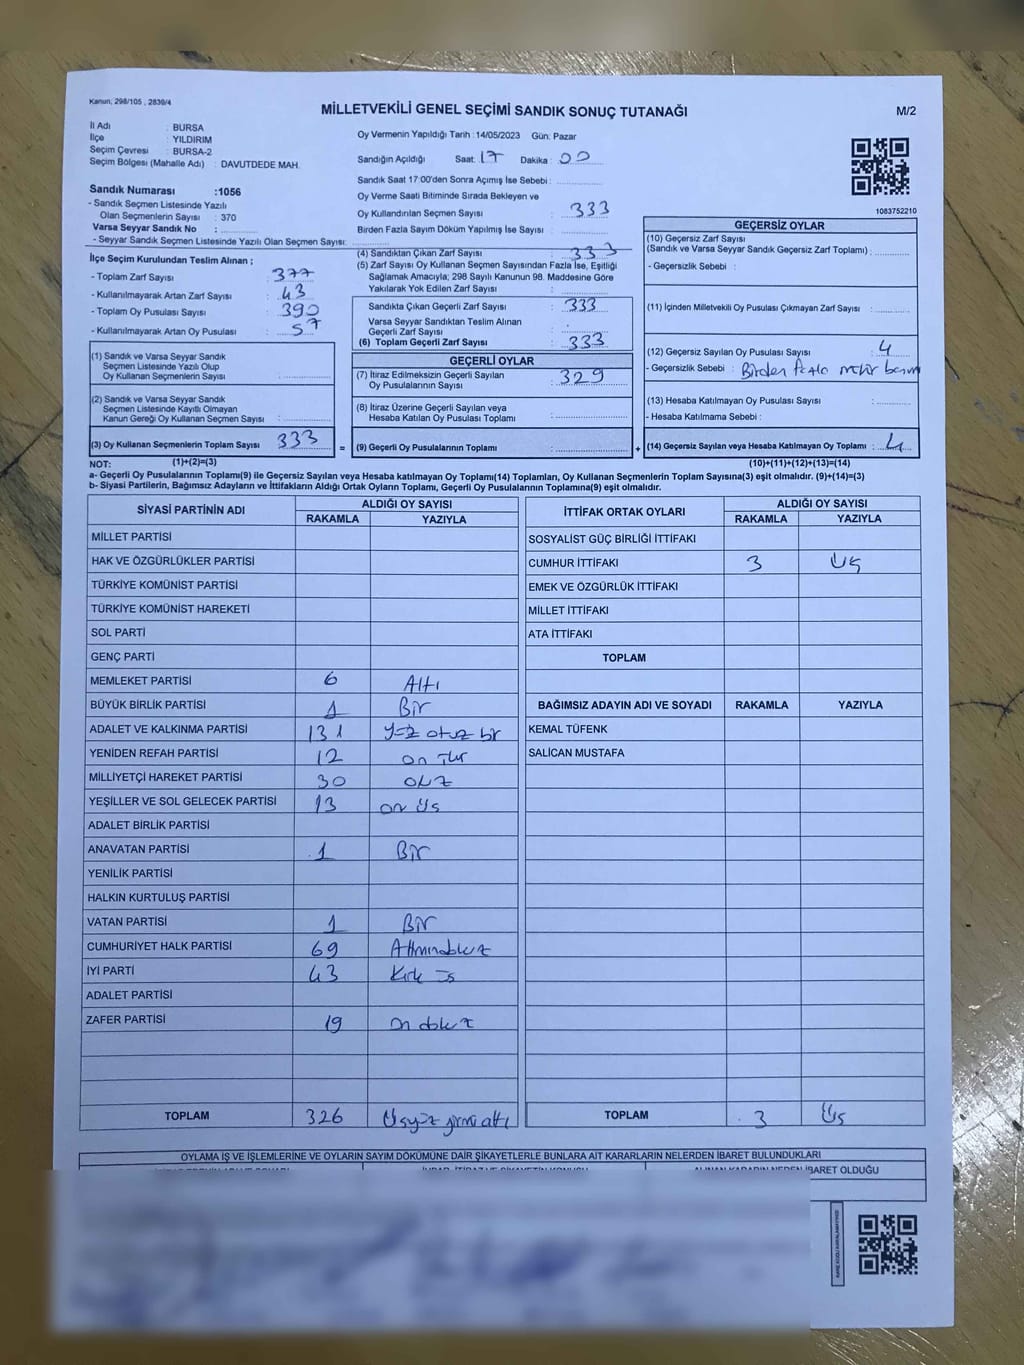 Kanun; 298/105 , 2839/4
MİLLETVEKİLİ GENEL SEÇİMİ SANDIK SONUÇ TUTANAĞI
M/2
İl Adı : BURSA
İlçe : YILDIRIM
Seçim Çevresi : BURSA-2
Seçim Bölgesi (Mahalle Adı) : DAVUTDEDE MAH.
Sandık Numarası :1056
- Sandık Seçmen Listesinde Yazılı
Olan Seçmenlerin Sayısı : 370
Varsa Seyyar Sandık No :
- Seyyar Sandık Seçmen Listesinde Yazılı Olan Seçmen Sayısı:
İlçe Seçim Kurulundan Teslim Alınan ;
- Toplam Zarf Sayısı : 377
- Kullanılmayarak Artan Zarf Sayısı : 43
- Toplam Oy Pusulası Sayısı : 390
- Kullanılmayarak Artan Oy Pusulası : 57
(1) Sandık ve Varsa Seyyar Sandık
Seçmen Listesinde Yazılı Olup
Oy Kullanan Seçmenlerin Sayısı :
(2) Sandık ve Varsa Seyyar Sandık
Seçmen Listesinde Kayıtlı Olmayan
Kanun Gereği Oy Kullanan Seçmen Sayısı :
(3) Oy Kullanan Seçmenlerin Toplam Sayısı : 333
(1)+(2)=(3)
Oy Vermenin Yapıldığı Tarih : 14/05/2023 Gün: Pazar
Sandığın Açıldığı Saat: 17 Dakika : 00
Sandık Saat 17:00'den Sonra Açılmış İse Sebebi :
Oy Verme Saati Bitiminde Sırada Bekleyen ve
Oy Kullandırılan Seçmen Sayısı : 333
Birden Fazla Sayım Döküm Yapılmış İse Sayısı :
(4) Sandıktan Çıkan Zarf Sayısı : 333
(5) Zarf Sayısı Oy Kullanan Seçmen Sayısından Fazla İse, Eşitliği
Sağlamak Amacıyla; 298 Sayılı Kanunun 98. Maddesine Göre
Yakılarak Yok Edilen Zarf Sayısı :
Sandıkta Çıkan Geçerli Zarf Sayısı : 333
Varsa Seyyar Sandıktan Teslim Alınan
Geçerli Zarf Sayısı :
(6) Toplam Geçerli Zarf Sayısı : 333
GEÇERLİ OYLAR
(7) İtiraz Edilmeksizin Geçerli Sayılan
Oy Pusulalarının Sayısı : 329
(8) İtiraz Üzerine Geçerli Sayılan veya
Hesaba Katılan Oy Pusulası Toplamı :
= (9) Geçerli Oy Pusulalarının Toplamı :
1083752210
GEÇERSİZ OYLAR
(10) Geçersiz Zarf Sayısı
(Sandık ve Varsa Seyyar Sandık Geçersiz Zarf Toplamı) :
- Geçersizlik Sebebi :
(11) İçinden Milletvekili Oy Pusulası Çıkmayan Zarf Sayısı :
(12) Geçersiz Sayılan Oy Pusulası Sayısı : 4
- Geçersizlik Sebebi : Birden fazla mühür
(13) Hesaba Katılmayan Oy Pusulası Sayısı :
- Hesaba Katılmama Sebebi :
+ (14) Geçersiz Sayılan veya Hesaba Katılmayan Oy Toplamı : 4
(10)+(11)+(12)+(13)=(14)
NOT:
a- Geçerli Oy Pusulalarının Toplamı(9) ile Geçersiz Sayılan veya Hesaba katılmayan Oy Toplamı(14) Toplamları, Oy Kullanan Seçmenlerin Toplam Sayısına(3) eşit olmalıdır. (9)+(14)=(3)
b- Siyasi Partilerin, Bağımsız Adayların ve İttifakların Aldığı Ortak Oyların Toplamı, Geçerli Oy Pusulalarının Toplamına(9) eşit olmalıdır.
SİYASİ PARTİNİN ADI ALDIĞI OY SAYISI
RAKAMLA YAZIYLA
MİLLET PARTİSİ
HAK VE ÖZGÜRLÜKLER PARTİSİ
TÜRKİYE KOMÜNİST PARTİSİ
TÜRKİYE KOMÜNİST HAREKETİ
SOL PARTİ
GENÇ PARTİ
MEMLEKET PARTİSİ 6 Altı
BÜYÜK BİRLİK PARTİSİ 1 Bir
ADALET VE KALKINMA PARTİSİ 131 yüz otuz bir
YENİDEN REFAH PARTİSİ 12 on iki
MİLLİYETÇİ HAREKET PARTİSİ 30 otuz
YEŞİLLER VE SOL GELECEK PARTİSİ 13 on üç
ADALET BİRLİK PARTİSİ
ANAVATAN PARTİSİ 1 Bir
YENİLİK PARTİSİ
HALKIN KURTULUŞ PARTİSİ
VATAN PARTİSİ 1 Bir
CUMHURİYET HALK PARTİSİ 69 Altmışdokuz
İYİ PARTİ 43 Kırk üç
ADALET PARTİSİ
ZAFER PARTİSİ 19 On dokuz
TOPLAM 326 Üçyüz yirmi altı
İTTİFAK ORTAK OYLARI ALDIĞI OY SAYISI
RAKAMLA YAZIYLA
SOSYALİST GÜÇ BİRLİĞİ İTTİFAKI
CUMHUR İTTİFAKI 3 Üç
EMEK VE ÖZGÜRLÜK İTTİFAKI
MİLLET İTTİFAKI
ATA İTTİFAKI
TOPLAM
BAĞIMSIZ ADAYIN ADI VE SOYADI RAKAMLA YAZIYLA
KEMAL TÜFENK
SALİCAN MUSTAFA
TOPLAM 3 Üç
OYLAMA İŞ VE İŞLEMLERİNE VE OYLARIN SAYIM DÖKÜMÜNE DAİR ŞİKAYETLERLE BUNLARA AİT KARARLARIN NELERDEN İBARET BULUNDUKLARI
ALINAN KARARIN NEDEN İBARET OLDUĞU